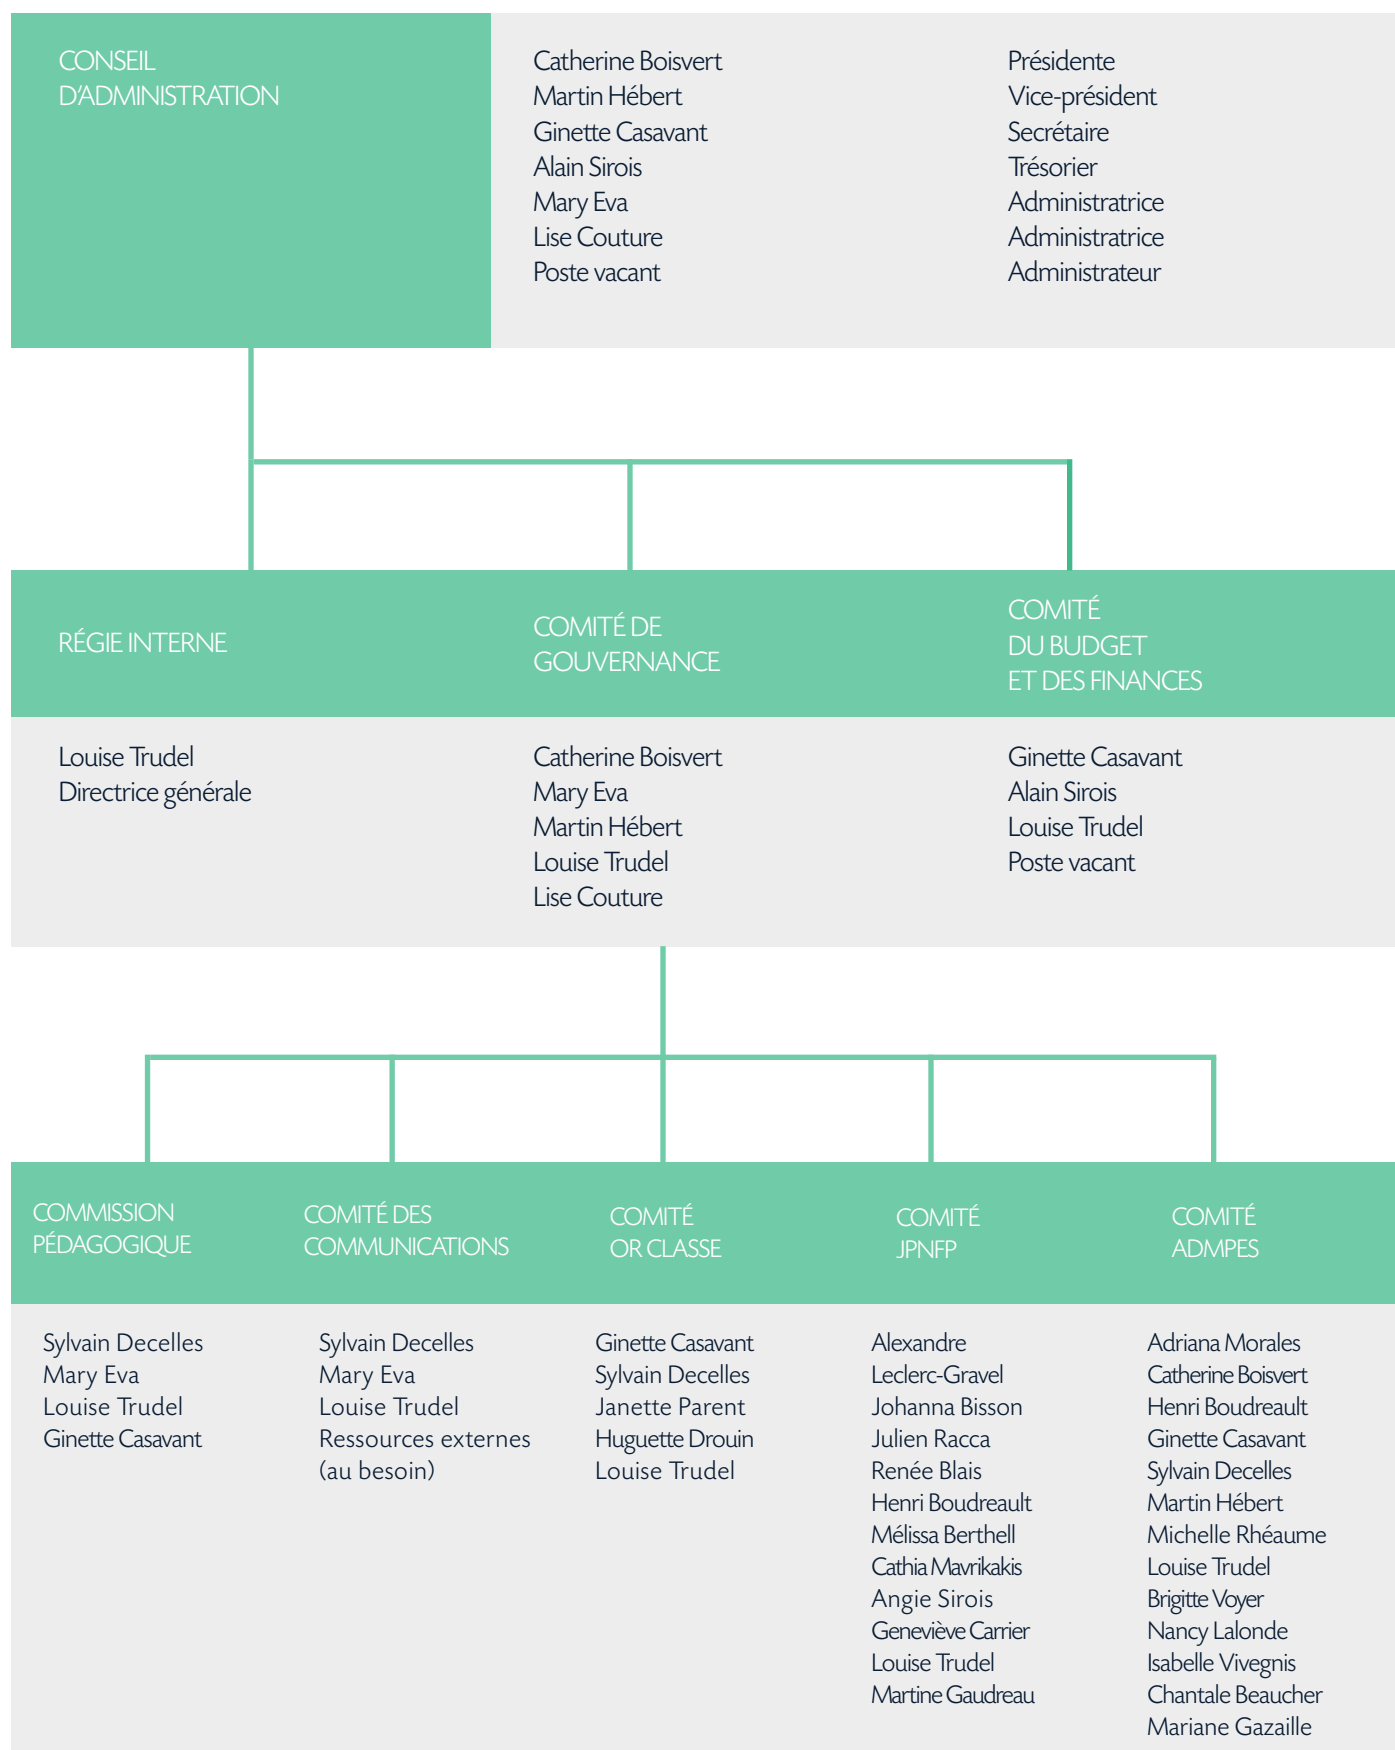 CONSEIL
D'ADMINISTRATION
Catherine Boisvert
Martin Hébert
Ginette Casavant
Alain Sirois
Mary Eva
Lise Couture
Poste vacant
Présidente
Vice-président
Secrétaire
Trésorier
Administratrice
Administratrice
Administrateur
RÉGIE INTERNE
Louise Trudel
Directrice générale
COMITÉ DE
GOUVERNANCE
Catherine Boisvert
Mary Eva
Martin Hébert
Louise Trudel
Lise Couture
COMITÉ
DU BUDGET
ET DES FINANCES
Ginette Casavant
Alain Sirois
Louise Trudel
Poste vacant
COMMISSION
PÉDAGOGIQUE
Sylvain Decelles
Mary Eva
Louise Trudel
Ginette Casavant
COMITÉ DES
COMMUNICATIONS
Sylvain Decelles
Mary Eva
Louise Trudel
Ressources externes
(au besoin)
COMITÉ
OR CLASSE
Ginette Casavant
Sylvain Decelles
Janette Parent
Huguette Drouin
Louise Trudel
COMITÉ
JPNFP
Alexandre
Leclerc-Gravel
Johanna Bisson
Julien Racca
Renée Blais
Henri Boudreault
Mélissa Berthell
Cathia Mavrikakis
Angie Sirois
Geneviève Carrier
Louise Trudel
Martine Gaudreau
COMITÉ
ADMPES
Adriana Morales
Catherine Boisvert
Henri Boudreault
Ginette Casavant
Sylvain Decelles
Martin Hébert
Michelle Rhéaume
Louise Trudel
Brigitte Voyer
Nancy Lalonde
Isabelle Vivegnis
Chantale Beaucher
Mariane Gazaille